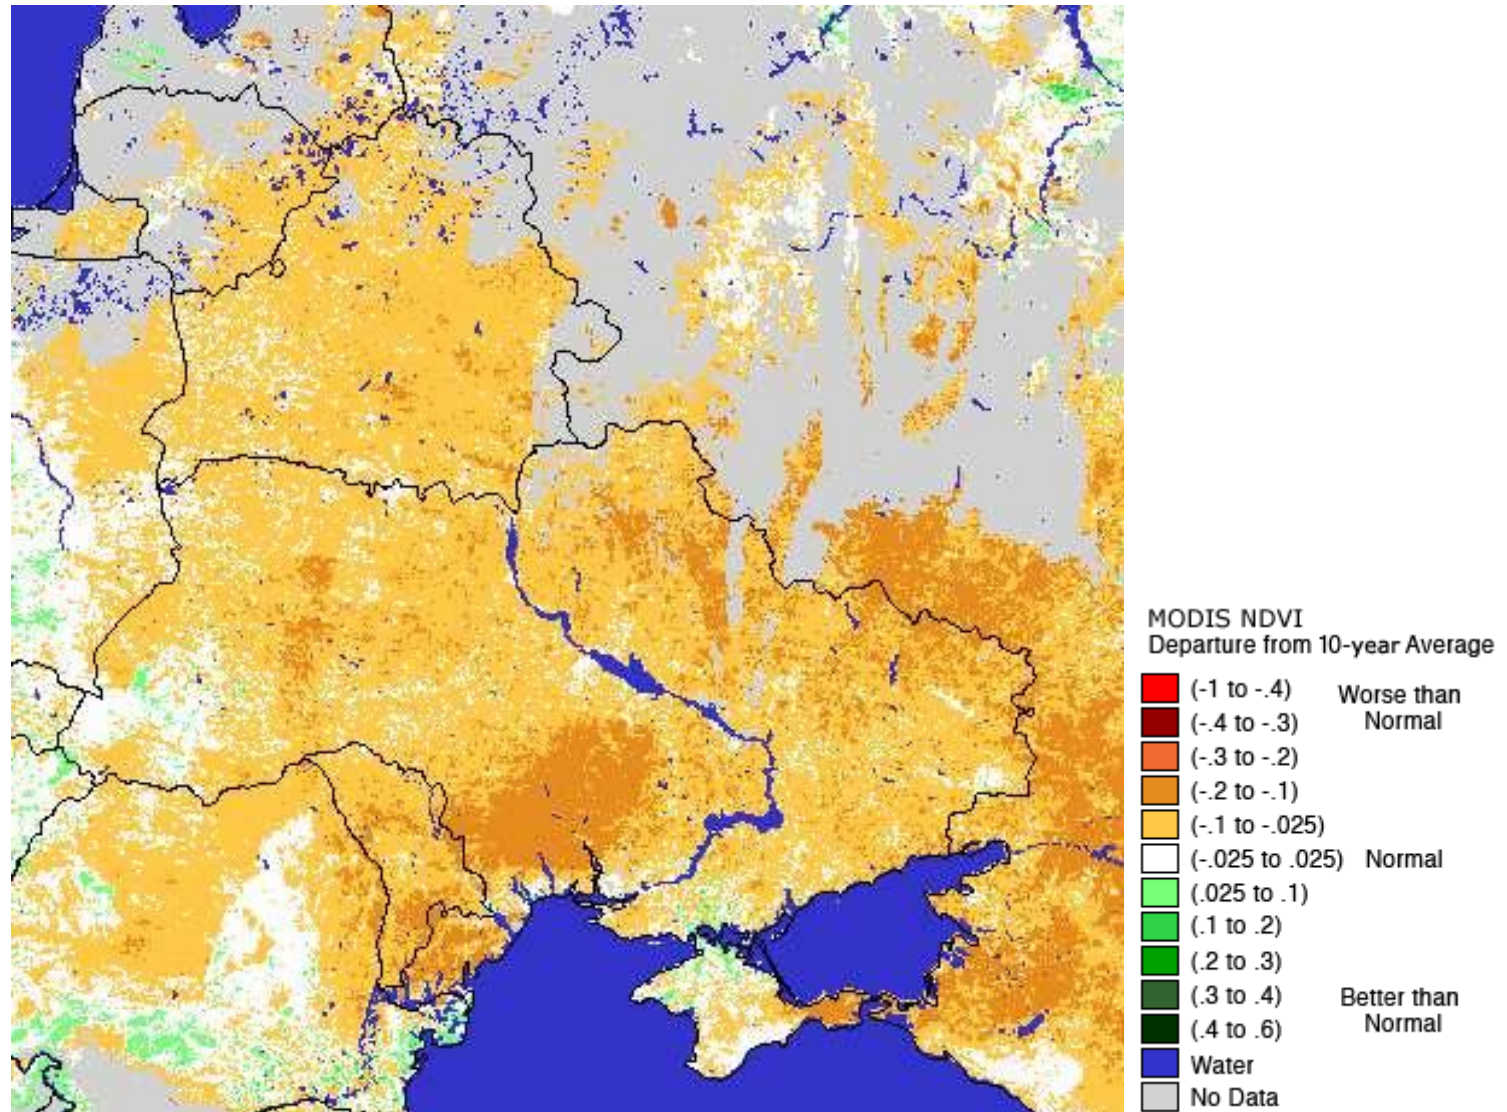 MODIS NDVI
Departure from 10-year Average
(-1 to -.4)
Worse than
Normal
(-.4 to -.3)
(-.3 to -.2)
(-.2 to -.1)
(-.1 to -.025)
(-.025 to .025) Normal
(.025 to .1)
(.1 to .2)
(.2 to .3)
(.3 to .4)
Better than
Normal
(.4 to .6)
Water
No Data